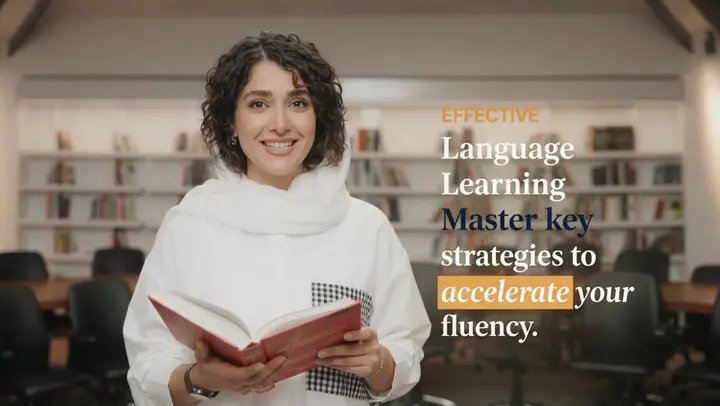 EFFECTIVE
Language
Learning
Master key
strategies to
accelerate your
fluency.